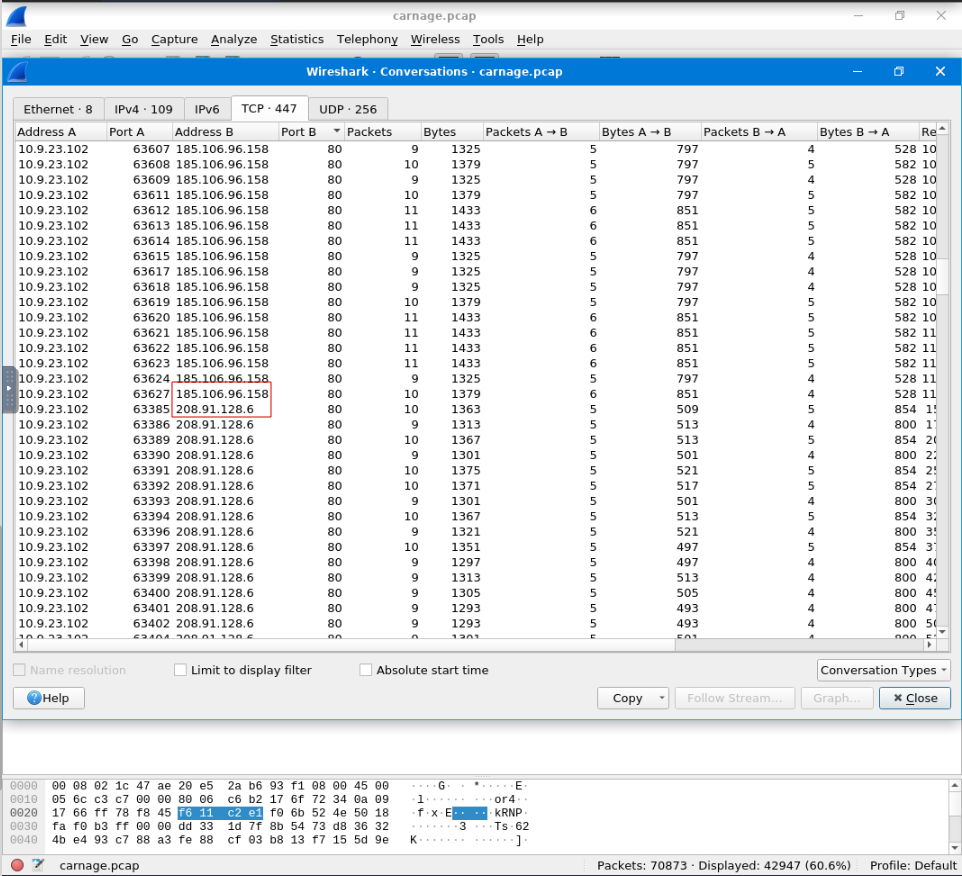 carnage.pcap
File Edit View Go Capture Analyze Statistics Telephony Wireless Tools Help
Wireshark · Conversations · carnage.pcap
Ethernet · 8 IPv4 · 109 IPv6 TCP · 447 UDP · 256
Address A Port A Address B Port B Packets Bytes Packets A → B Bytes A → B Packets B → A Bytes B → A Re
10.9.23.102 63607 185.106.96.158 80 9 1325 5 797 4 528 10
10.9.23.102 63608 185.106.96.158 80 10 1379 5 797 5 582 10
10.9.23.102 63609 185.106.96.158 80 9 1325 5 797 4 528 10
10.9.23.102 63611 185.106.96.158 80 10 1379 5 797 5 582 10
10.9.23.102 63612 185.106.96.158 80 11 1433 6 851 5 582 10
10.9.23.102 63613 185.106.96.158 80 11 1433 6 851 5 582 10
10.9.23.102 63614 185.106.96.158 80 11 1433 6 851 5 582 10
10.9.23.102 63615 185.106.96.158 80 9 1325 5 797 4 528 10
10.9.23.102 63617 185.106.96.158 80 9 1325 5 797 4 528 10
10.9.23.102 63618 185.106.96.158 80 9 1325 5 797 4 528 10
10.9.23.102 63619 185.106.96.158 80 10 1379 5 797 5 582 10
10.9.23.102 63620 185.106.96.158 80 11 1433 6 851 5 582 10
10.9.23.102 63621 185.106.96.158 80 11 1433 6 851 5 582 11
10.9.23.102 63622 185.106.96.158 80 11 1433 6 851 5 582 11
10.9.23.102 63623 185.106.96.158 80 11 1433 6 851 5 582 11
10.9.23.102 63624 185.106.96.158 80 9 1325 5 797 4 528 11
10.9.23.102 63627 185.106.96.158 80 10 1379 6 851 4 528 11
10.9.23.102 63385 208.91.128.6 80 10 1363 5 509 5 854 15
10.9.23.102 63386 208.91.128.6 80 9 1313 5 513 4 800 17
10.9.23.102 63389 208.91.128.6 80 10 1367 5 513 5 854 20
10.9.23.102 63390 208.91.128.6 80 9 1301 5 501 4 800 22
10.9.23.102 63391 208.91.128.6 80 10 1375 5 521 5 854 25
10.9.23.102 63392 208.91.128.6 80 10 1371 5 517 5 854 27
10.9.23.102 63393 208.91.128.6 80 9 1301 5 501 4 800 30
10.9.23.102 63394 208.91.128.6 80 10 1367 5 513 5 854 32
10.9.23.102 63396 208.91.128.6 80 9 1321 5 521 4 800 35
10.9.23.102 63397 208.91.128.6 80 10 1351 5 497 5 854 37
10.9.23.102 63398 208.91.128.6 80 9 1297 5 497 4 800 40
10.9.23.102 63399 208.91.128.6 80 9 1313 5 513 4 800 42
10.9.23.102 63400 208.91.128.6 80 9 1305 5 505 4 800 45
10.9.23.102 63401 208.91.128.6 80 9 1293 5 493 4 800 47
10.9.23.102 63402 208.91.128.6 80 9 1293 5 493 4 800 50
Name resolution Limit to display filter Absolute start time Conversation Types
Help Copy Follow Stream... Graph... Close
0000 00 08 02 1c 47 ae 20 e5 2a b6 93 f1 08 00 45 00 ····G· ·*·····E·
0010 05 6c c3 c7 00 00 80 06 c6 b2 17 6f 72 34 0a 09 ·l······ ···or4··
0020 17 66 ff 78 f8 45 f6 11 c2 e1 f0 6b 52 4e 50 18 ·f·x·E·· ···kRNP·
0030 fa f0 b3 ff 00 00 dd 33 1d 7f 8b 54 73 d8 36 32 ·······3 ···Ts·62
0040 4b e4 93 c7 88 a3 fe 88 cf 03 b8 13 f7 15 5d 9e K······· ······]·
carnage.pcap Packets: 70873 · Displayed: 42947 (60.6%) Profile: Default